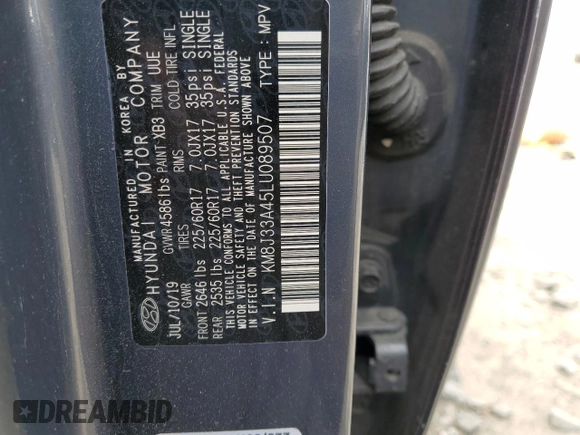 MANUFACTURED IN KOREA BY
HYUNDAI MOTOR COMPANY
JUL/10/19 GVWR 4586 lbs PAINT XB3 TRIM UUE
GAWR TIRES RIMS COLD TIRE INFL
FRONT 2646 lbs 225/60R17 7.0JX17 35psi SINGLE
REAR 2535 lbs 225/60R17 7.0JX17 35psi SINGLE
THIS VEHICLE CONFORMS TO ALL APPLICABLE U.S.A. FEDERAL
MOTOR VEHICLE SAFETY AND THEFT PREVENTION STANDARDS
IN EFFECT ON THE DATE OF MANUFACTURE SHOWN ABOVE
V.I.N KM8J33A45LU089507 TYPE: MPV
DREAMBID